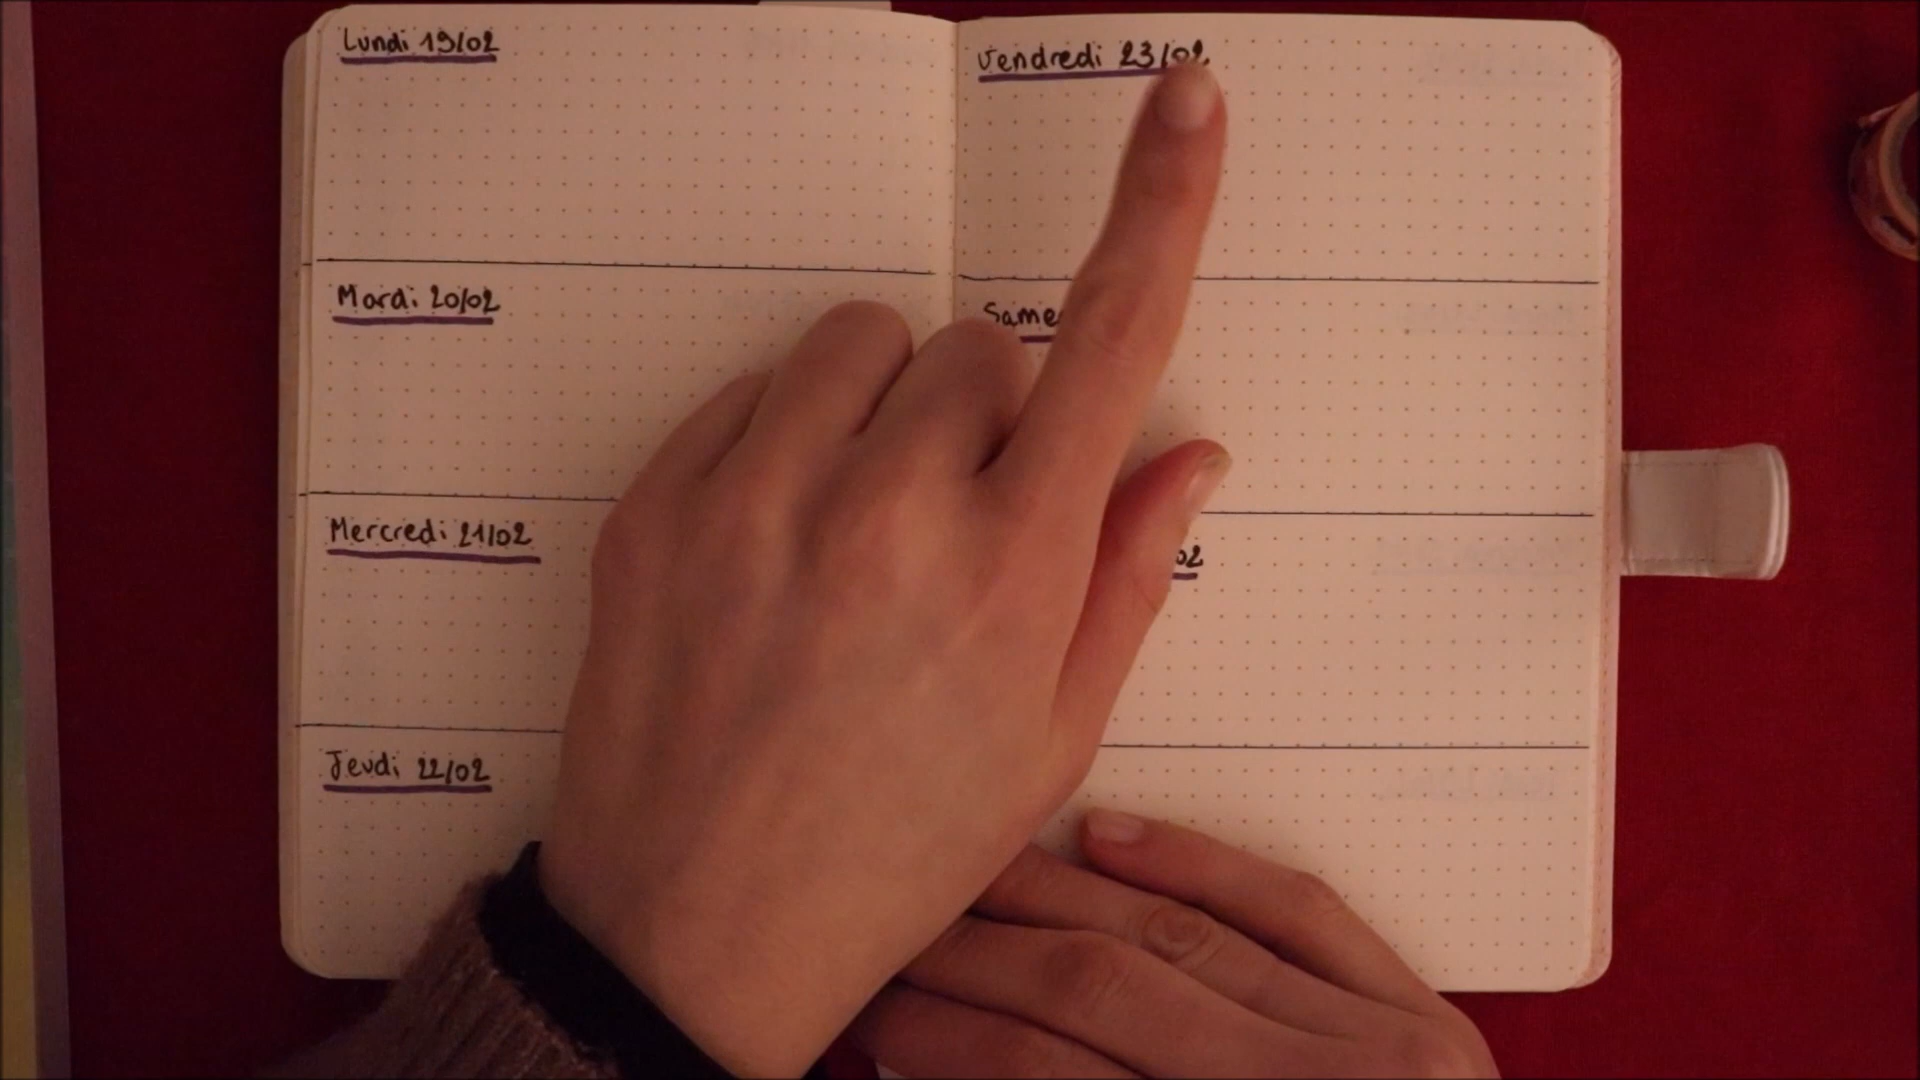 Lundi 19/02
Mardi 20/02
Mercredi 21/02
Jeudi 22/02
Vendredi 23/02